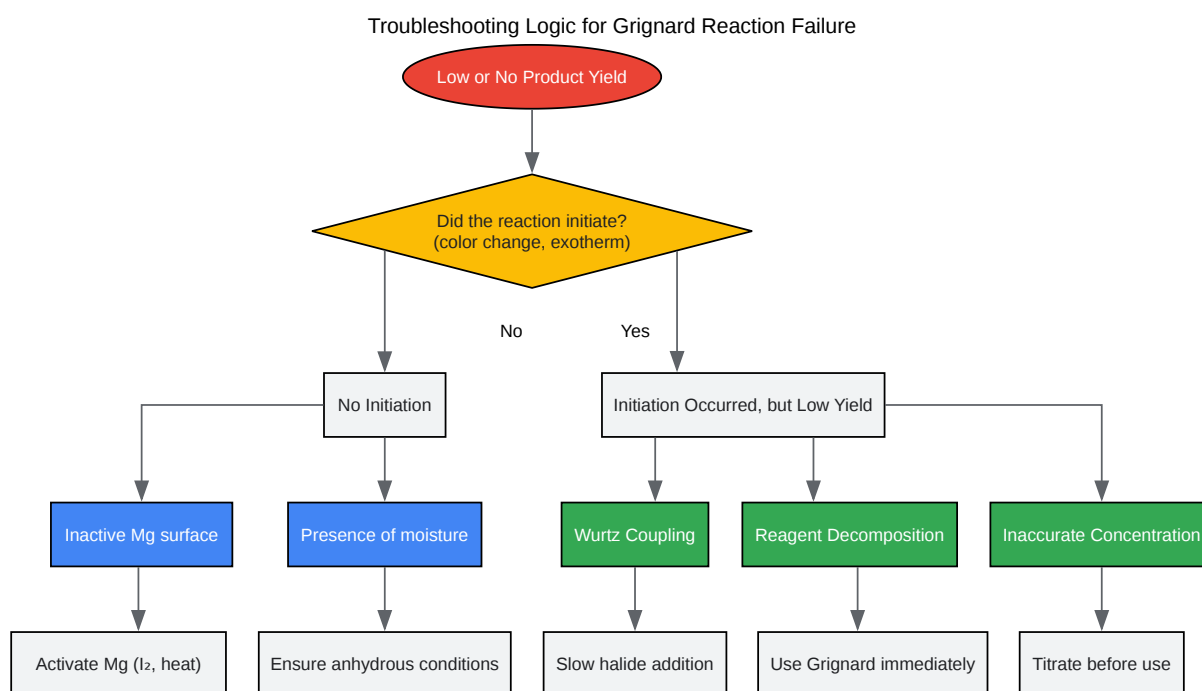 Troubleshooting Logic for Grignard Reaction Failure
Low or No Product Yield
Did the reaction initiate?
(color change, exotherm)
No
Yes
No Initiation
Initiation Occurred, but Low Yield
Inactive Mg surface
Presence of moisture
Wurtz Coupling
Reagent Decomposition
Inaccurate Concentration
Activate Mg (I₂, heat)
Ensure anhydrous conditions
Slow halide addition
Use Grignard immediately
Titrate before use